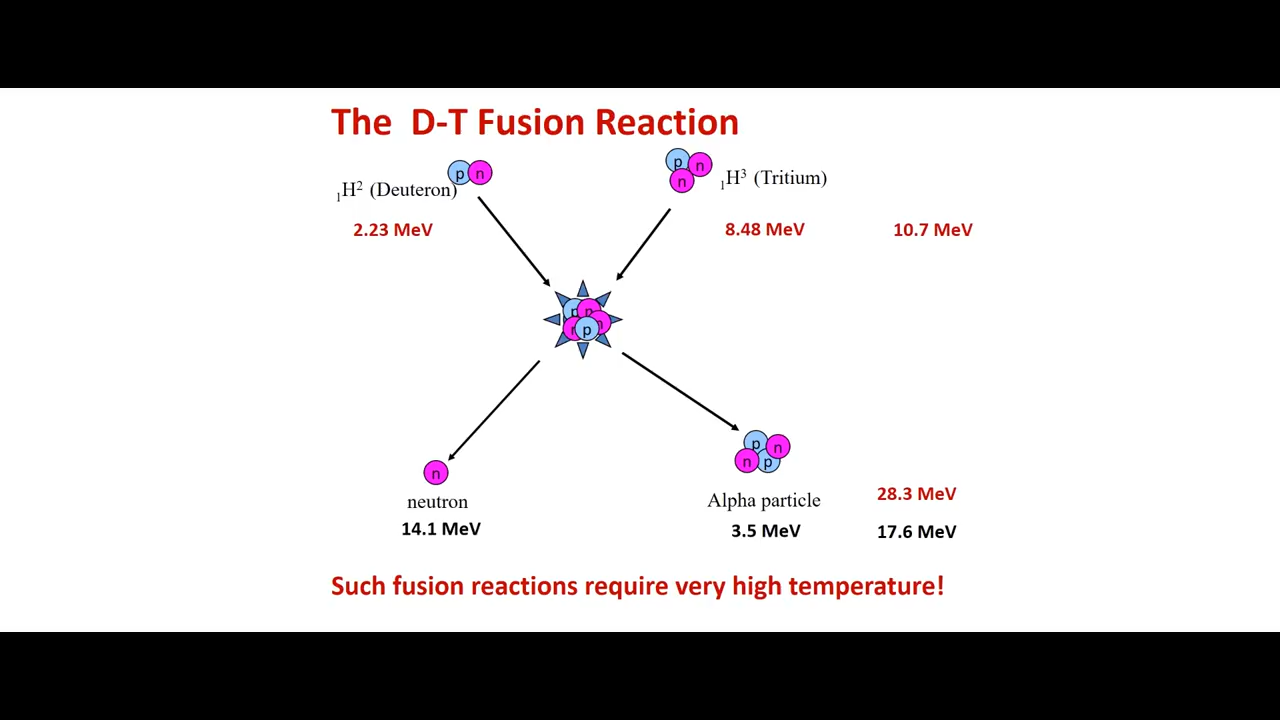 The D-T Fusion Reaction
p n
p n
n
₁H² (Deuteron)
₁H³ (Tritium)
2.23 MeV
8.48 MeV
10.7 MeV
p n
n
n p
n
p n
n p
neutron
Alpha particle
28.3 MeV
14.1 MeV
3.5 MeV
17.6 MeV
Such fusion reactions require very high temperature!